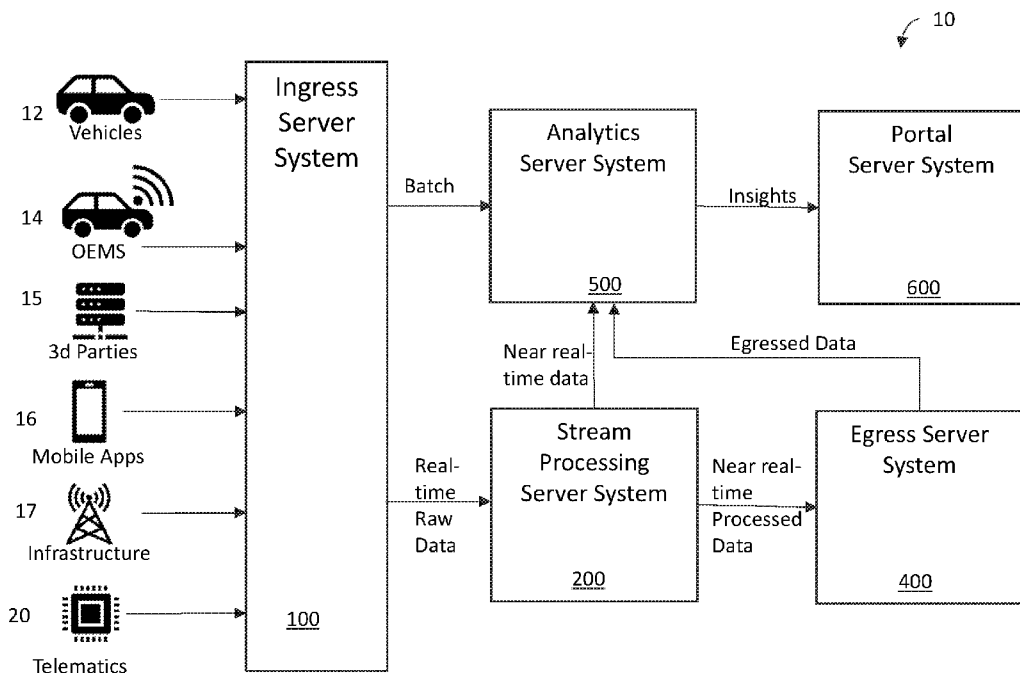 10
12
Vehicles
14
OEMS
15
3d Parties
16
Mobile Apps
17
Infrastructure
20
Telematics
Ingress
Server
System
100
Batch
Real-
time
Raw
Data
Analytics
Server System
500
Near real-
time data
Stream
Processing
Server System
200
Insights
Egressed Data
Near real-
time
Processed
Data
Portal
Server System
600
Egress Server
System
400